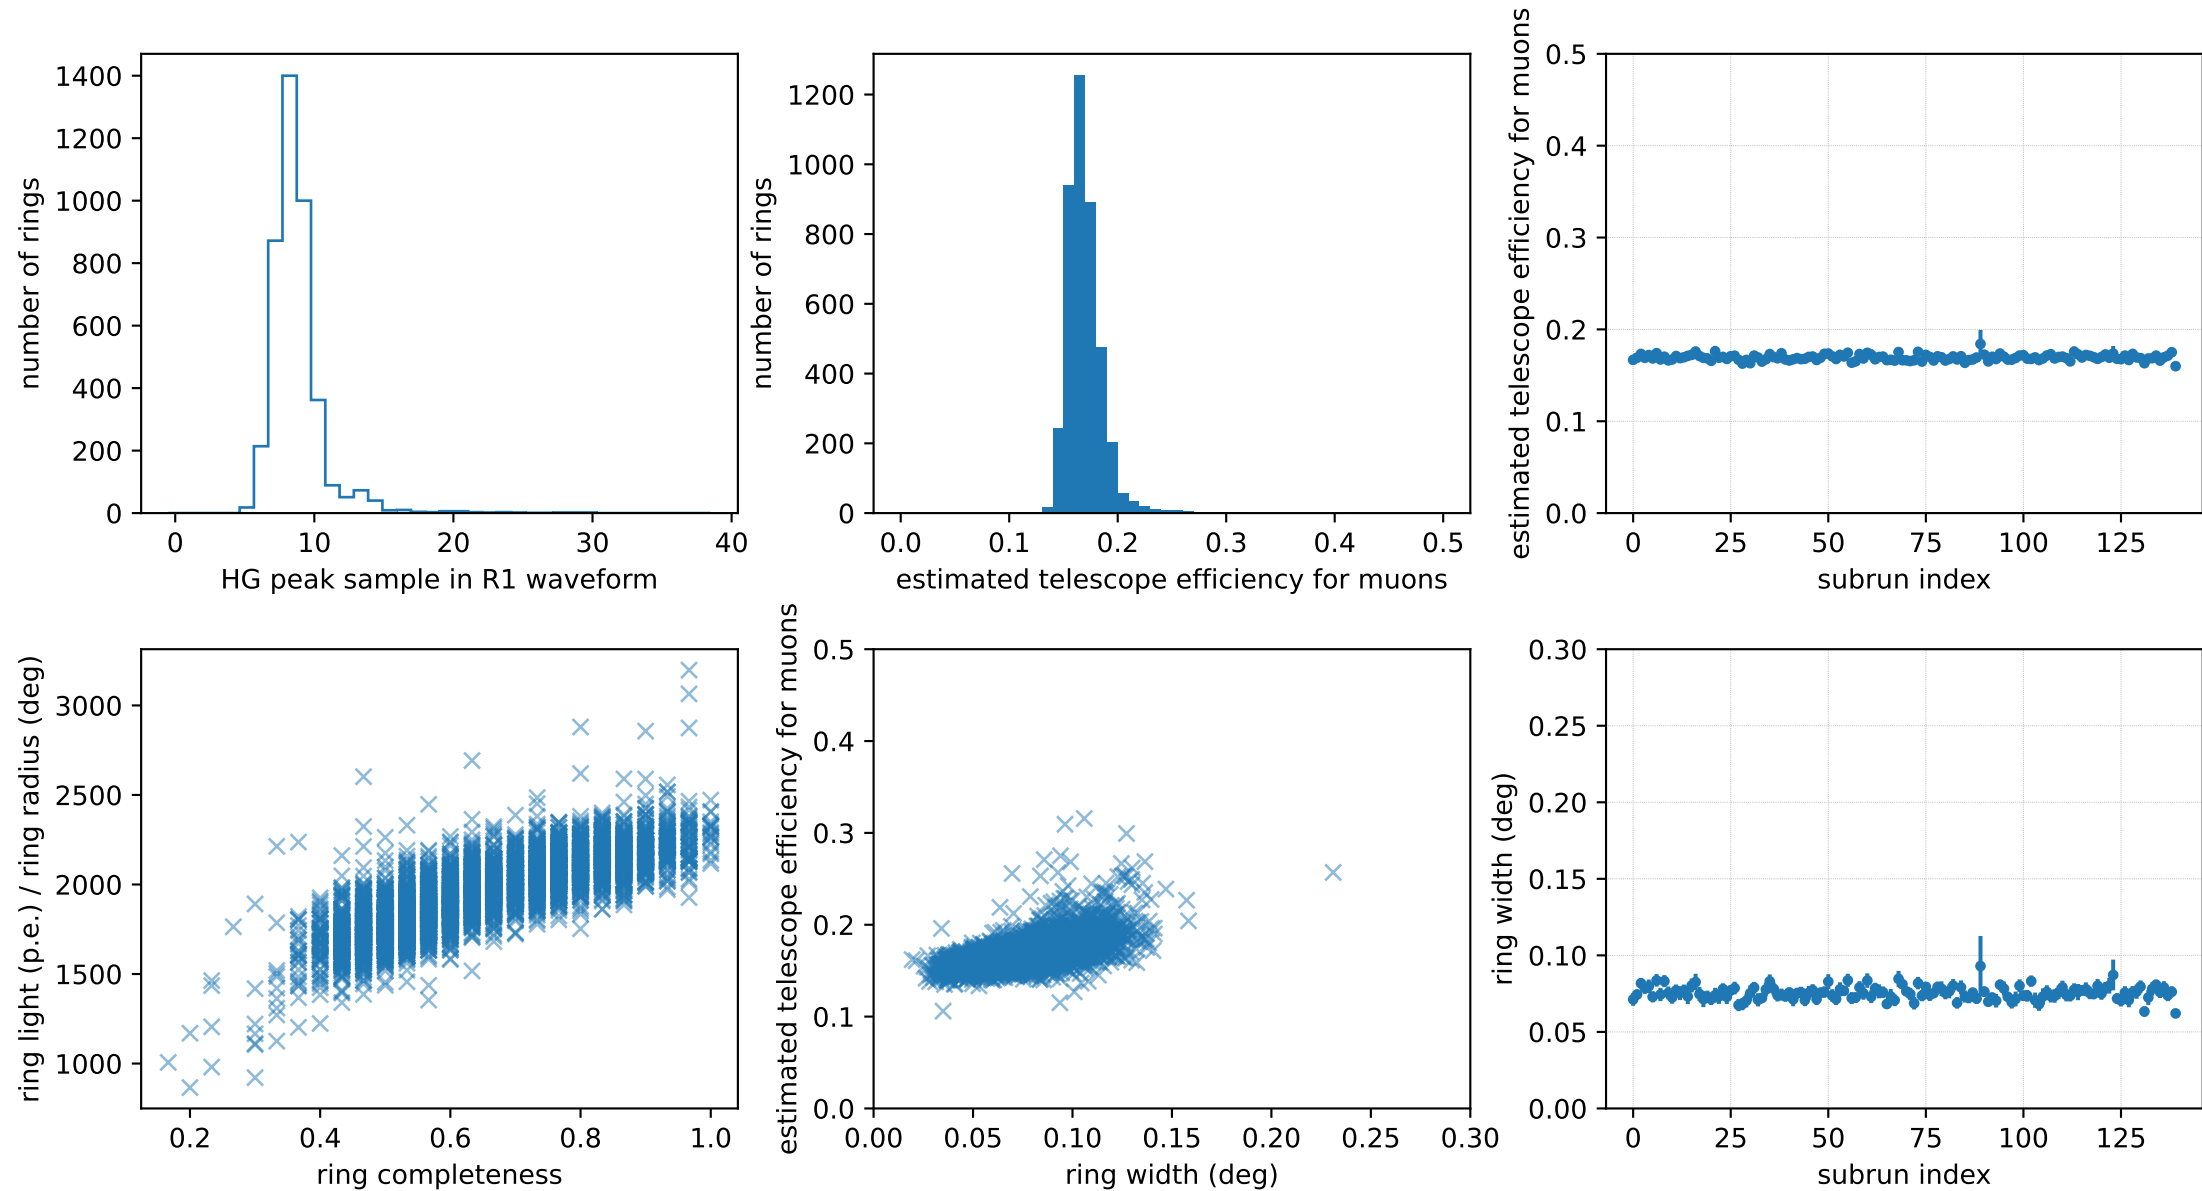 1400
1200
1000
800
600
400
200
0
number of rings
0 10 20 30 40
HG peak sample in R1 waveform
1200
1000
800
600
400
200
0
number of rings
0.0 0.1 0.2 0.3 0.4 0.5
estimated telescope efficiency for muons
0.5
0.4
0.3
0.2
0.1
0.0
estimated telescope efficiency for muons
0 25 50 75 100 125
subrun index
3000
2500
2000
1500
1000
ring light (p.e.) / ring radius (deg)
0.2 0.4 0.6 0.8 1.0
ring completeness
0.5
0.4
0.3
0.2
0.1
0.0
estimated telescope efficiency for muons
0.00 0.05 0.10 0.15 0.20 0.25 0.30
ring width (deg)
0.30
0.25
0.20
0.15
0.10
0.05
0.00
ring width (deg)
0 25 50 75 100 125
subrun index